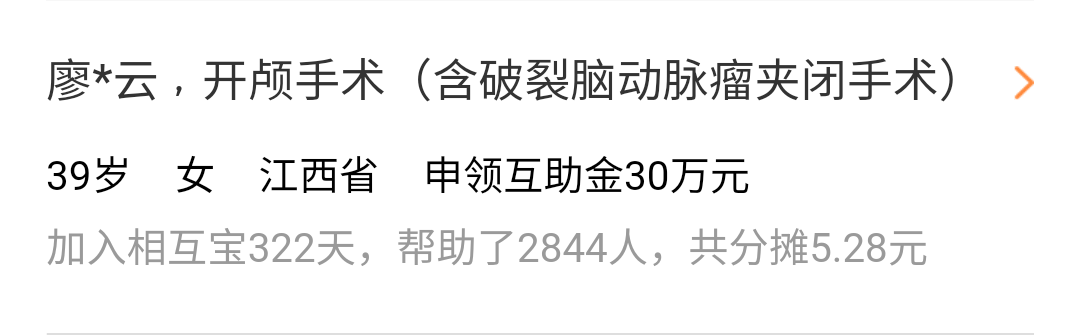 廖*云，开颅手术（含破裂脑动脉瘤夹闭手术）
39岁 女 江西省 申领互助金30万元
加入相互宝322天，帮助了2844人，共分摊5.28元